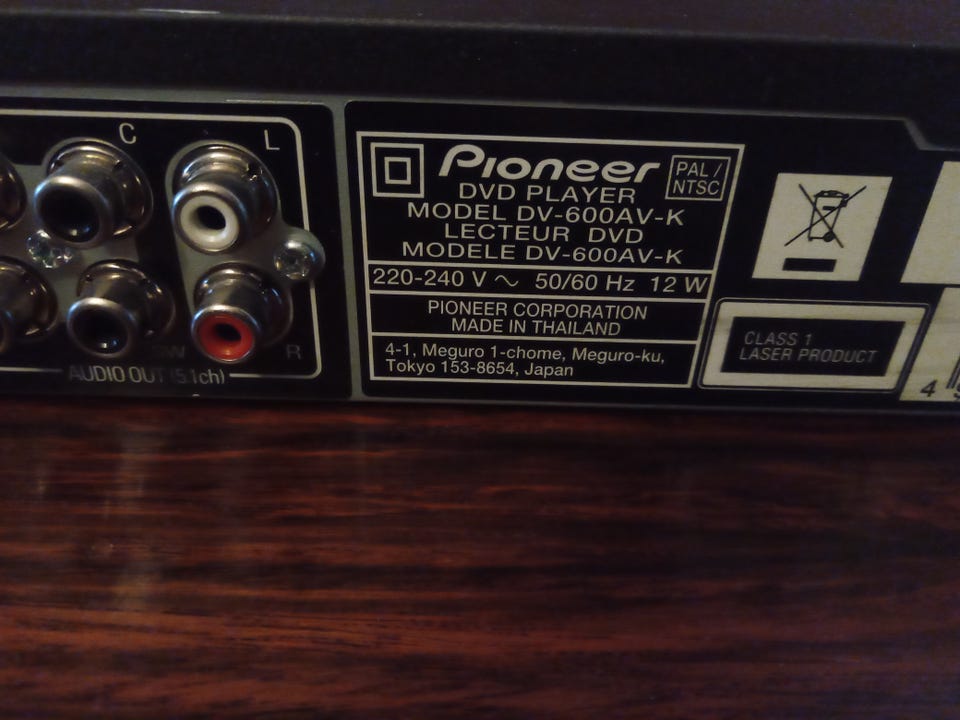 C
L
SW
R
AUDIO OUT (5.1ch)
Pioneer
PAL /
NTSC
DVD PLAYER
MODEL DV-600AV-K
LECTEUR DVD
MODELE DV-600AV-K
220-240 V ~ 50/60 Hz 12 W
PIONEER CORPORATION
MADE IN THAILAND
4-1, Meguro 1-chome, Meguro-ku,
Tokyo 153-8654, Japan
CLASS 1
LASER PRODUCT
4